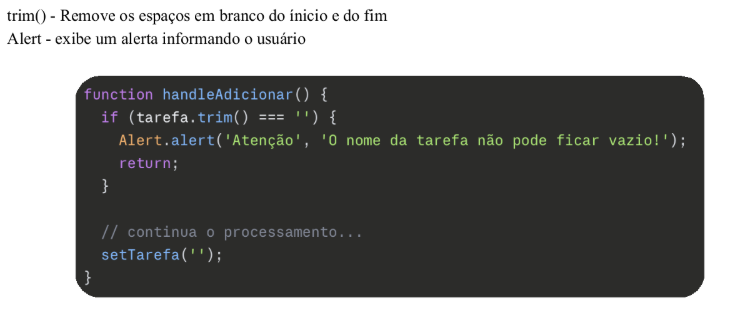 trim() - Remove os espaços em branco do ínicio e do fim
Alert - exibe um alerta informando o usuário
function handleAdicionar() {
  if (tarefa.trim() === '') {
    Alert.alert('Atenção', 'O nome da tarefa não pode ficar vazio!');
    return;
  }

  // continua o processamento...
  setTarefa('');
}